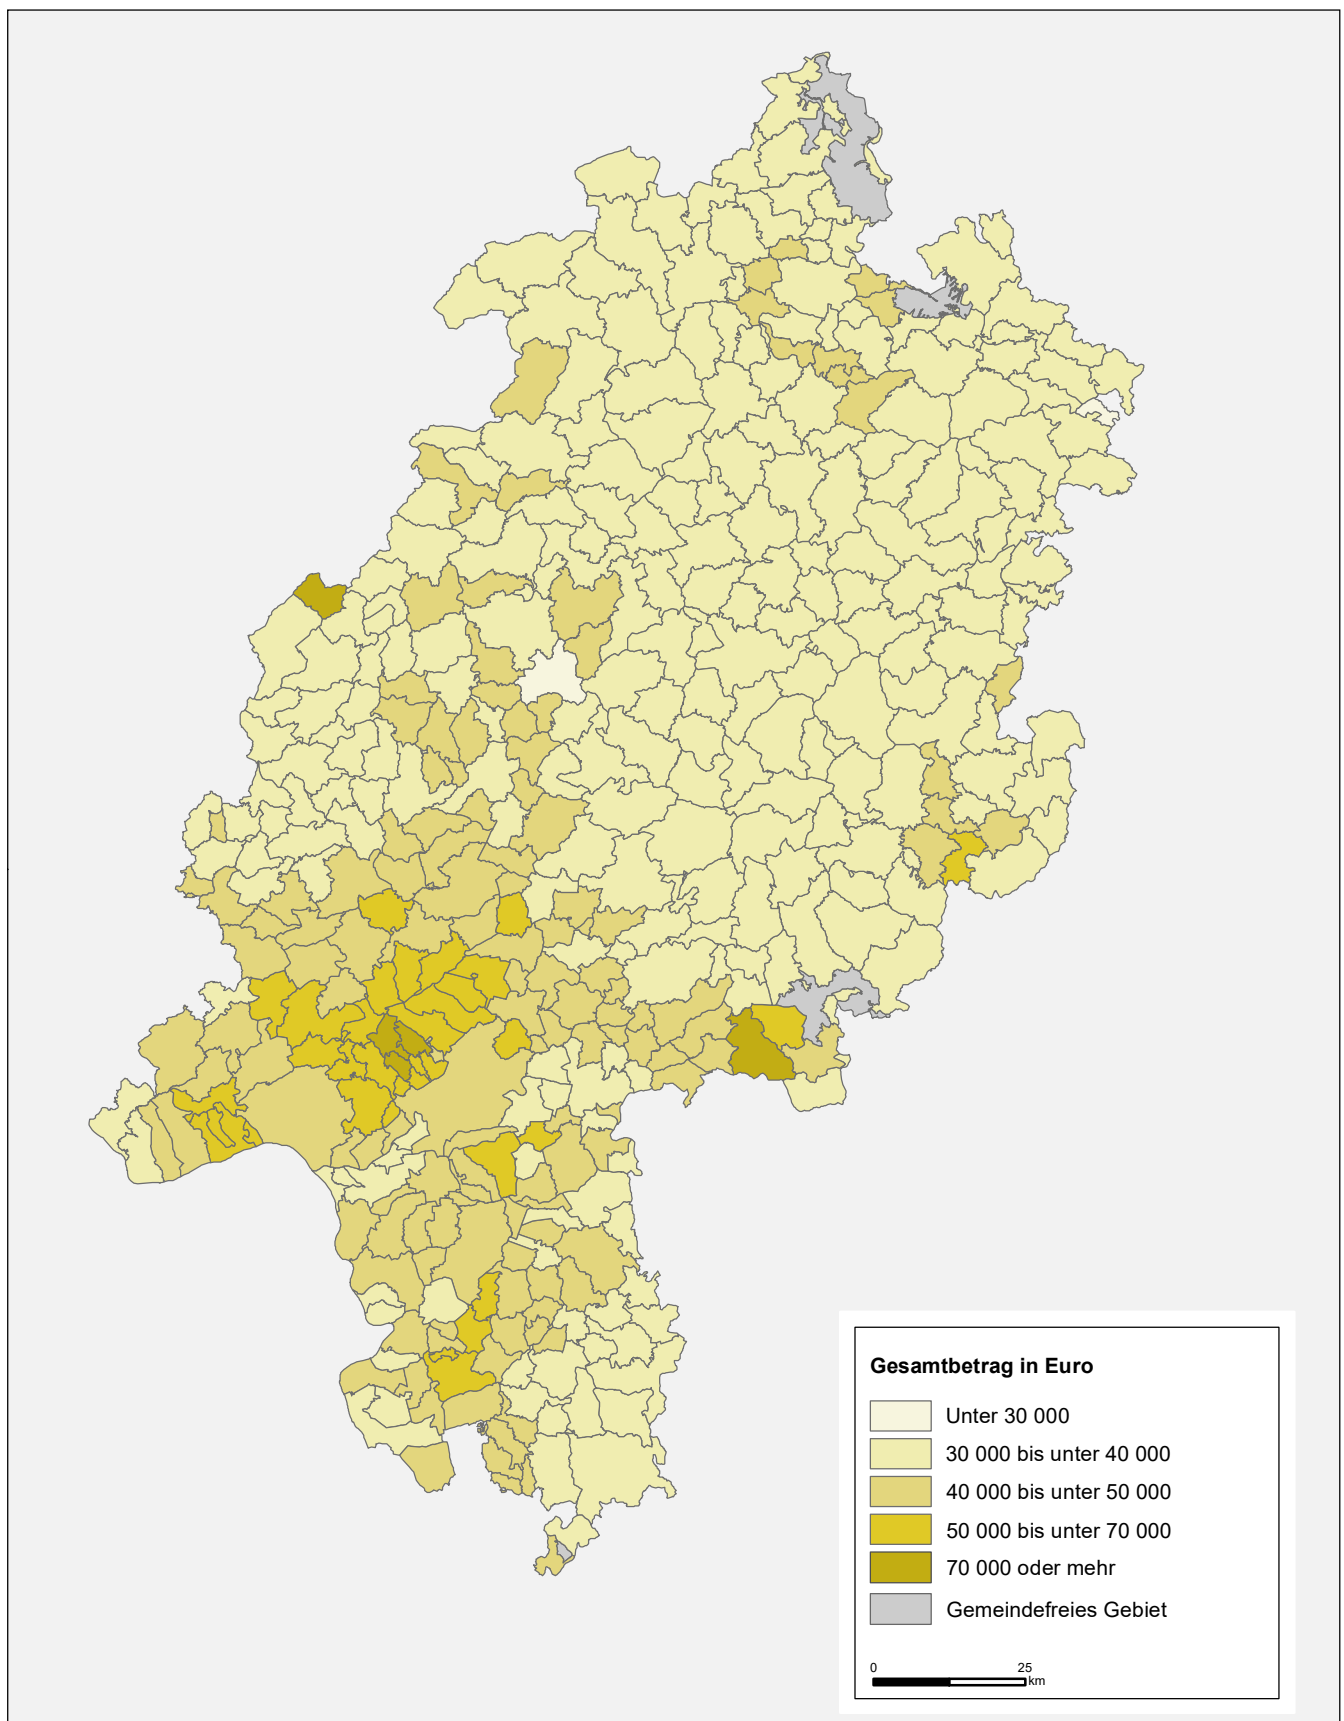 Gesamtbetrag in Euro
Unter 30 000
30 000 bis unter 40 000
40 000 bis unter 50 000
50 000 bis unter 70 000
70 000 oder mehr
Gemeindefreies Gebiet
0 25
km